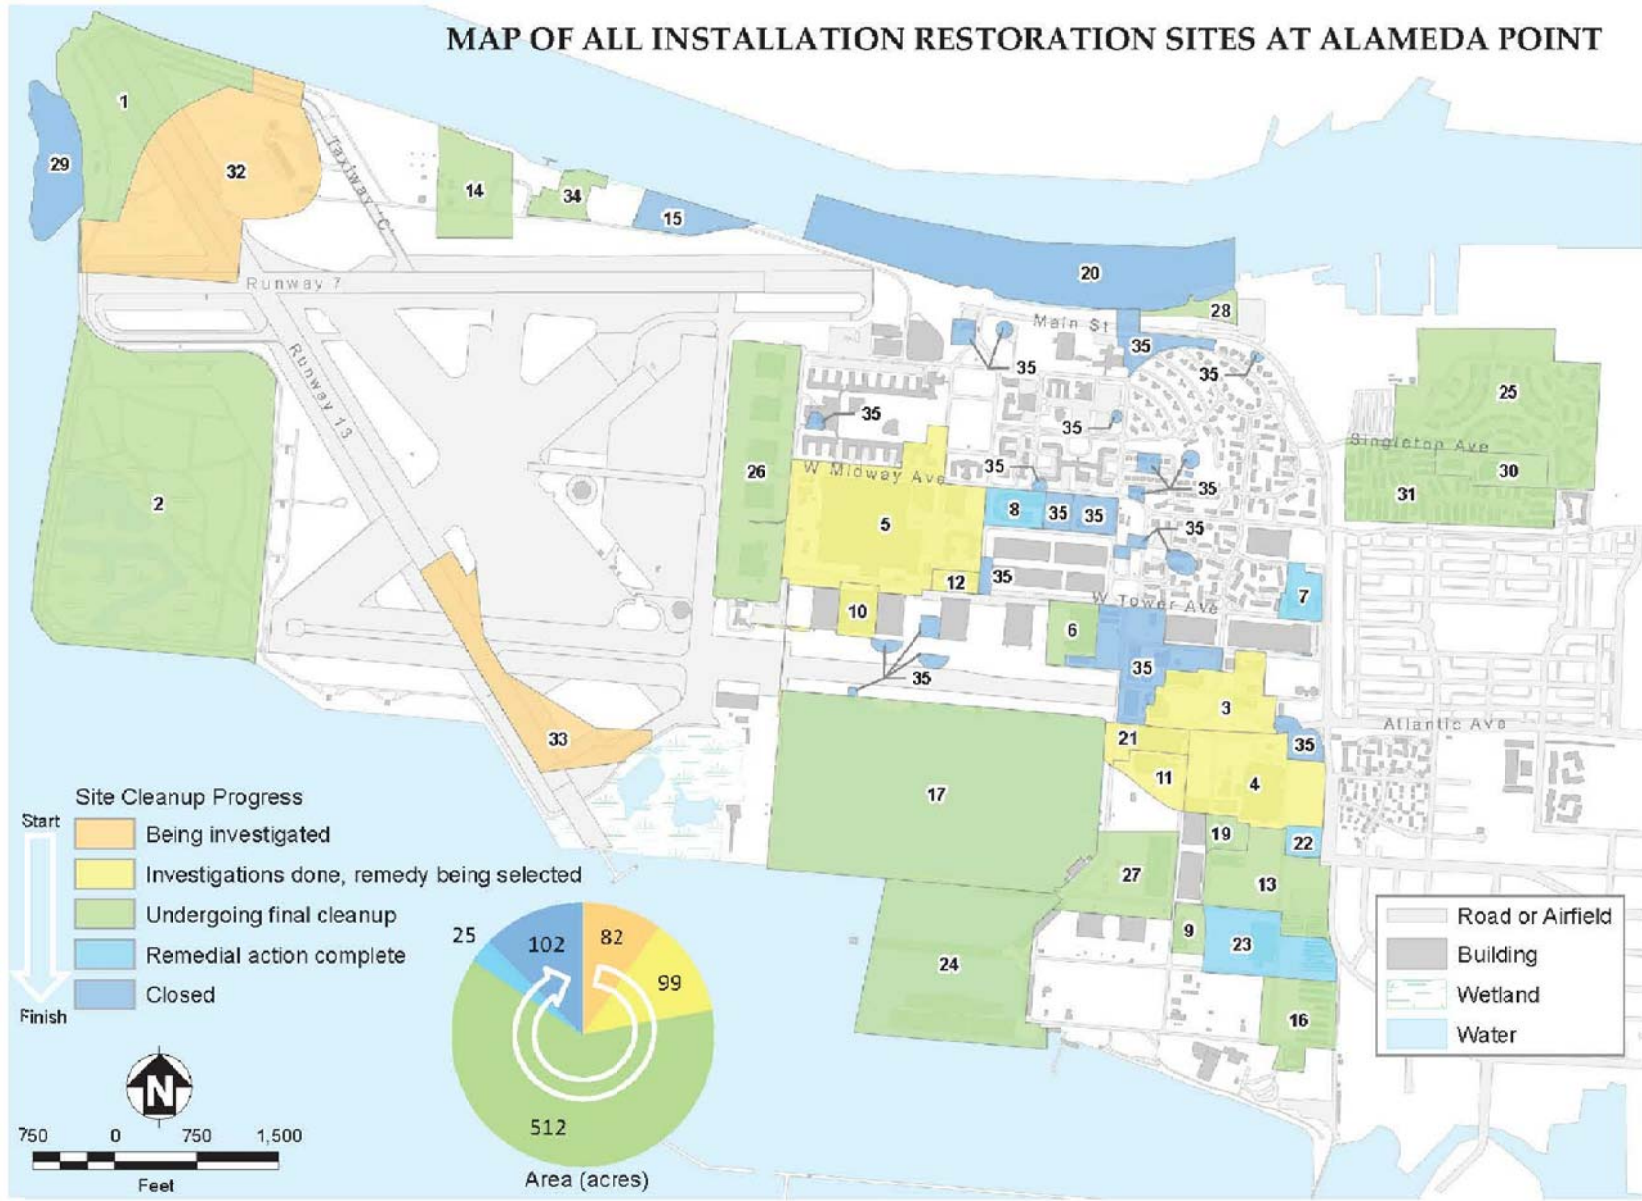 MAP OF ALL INSTALLATION RESTORATION SITES AT ALAMEDA POINT
1
29
32
Taxiway 'C'
14
34
15
20
28
Runway 7
Main St
35
35
35
25
Runway 13
35
35
Singleton Ave
26
W Midway Ave
35
30
2
35
31
5
8
35
35
35
12
35
W Tower Ave
7
10
6
35
35
3
33
21
Atlantic Ave
35
17
11
4
19
22
27
13
9
23
24
16
Site Cleanup Progress
Start
Being investigated
Investigations done, remedy being selected
Undergoing final cleanup
Remedial action complete
Closed
Finish
25
102
82
99
512
Area (acres)
N
750 0 750 1,500
Feet
Road or Airfield
Building
Wetland
Water